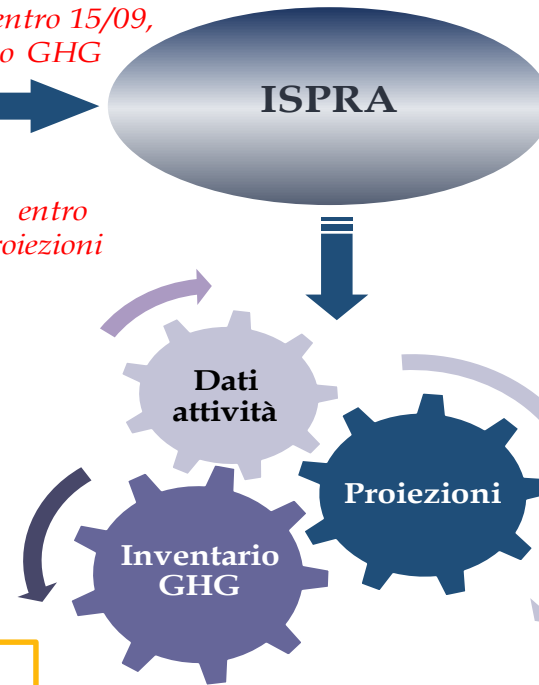 entro 15/09,
o GHG
ISPRA
entro
roiezioni
Dati
attività
Proiezioni
Inventario
GHG